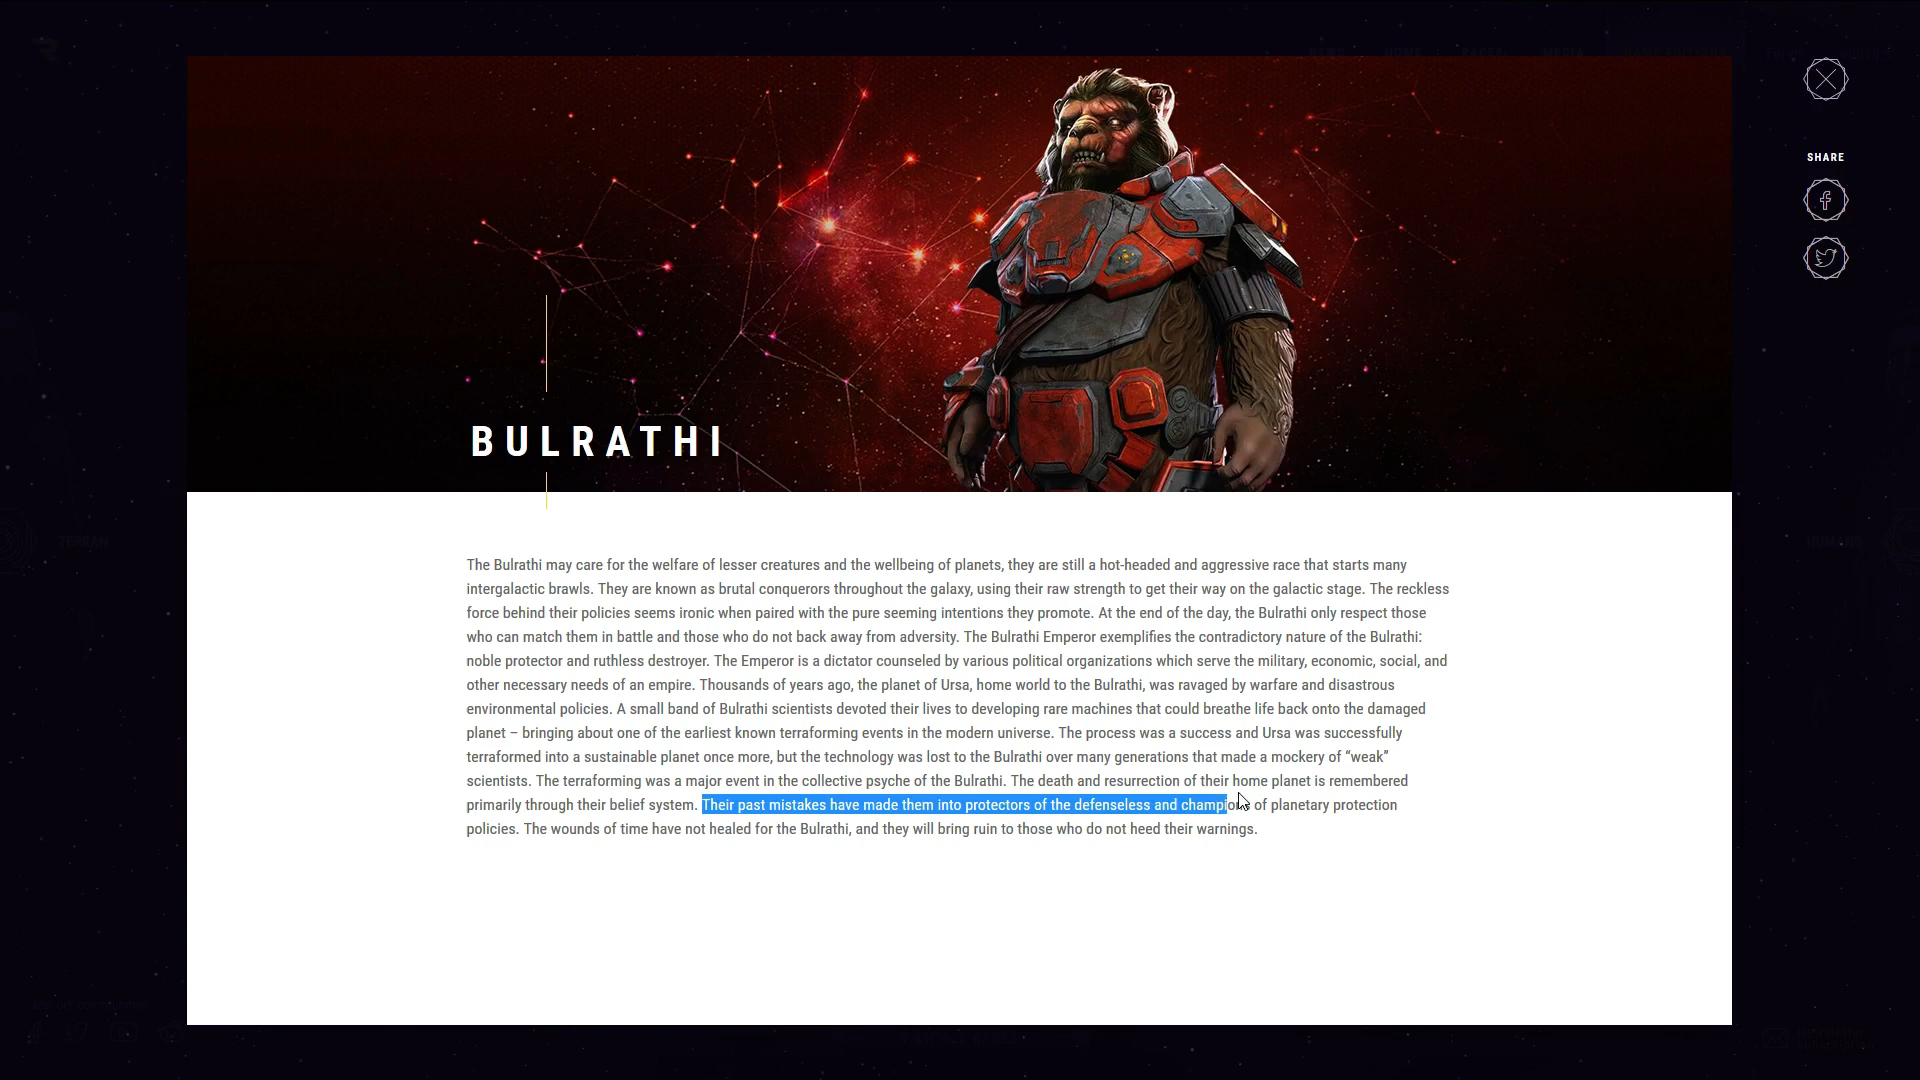 SHARE
BULRATHI
TERRAN
The Bulrathi may care for the welfare of lesser creatures and the wellbeing of planets, they are still a hot-headed and aggressive race that starts many
intergalactic brawls. They are known as brutal conquerors throughout the galaxy, using their raw strength to get their way on the galactic stage. The reckless
force behind their policies seems ironic when paired with the pure seeming intentions they promote. At the end of the day, the Bulrathi only respect those
who can match them in battle and those who do not back away from adversity. The Bulrathi Emperor exemplifies the contradictory nature of the Bulrathi:
noble protector and ruthless destroyer. The Emperor is a dictator counseled by various political organizations which serve the military, economic, social, and
other necessary needs of an empire. Thousands of years ago, the planet of Ursa, home world to the Bulrathi, was ravaged by warfare and disastrous
environmental policies. A small band of Bulrathi scientists devoted their lives to developing rare machines that could breathe life back onto the damaged
planet – bringing about one of the earliest known terraforming events in the modern universe. The process was a success and Ursa was successfully
terraformed into a sustainable planet once more, but the technology was lost to the Bulrathi over many generations that made a mockery of “weak”
scientists. The terraforming was a major event in the collective psyche of the Bulrathi. The death and resurrection of their home planet is remembered
primarily through their belief system. Their past mistakes have made them into protectors of the defenseless and champions of planetary protection
policies. The wounds of time have not healed for the Bulrathi, and they will bring ruin to those who do not heed their warnings.